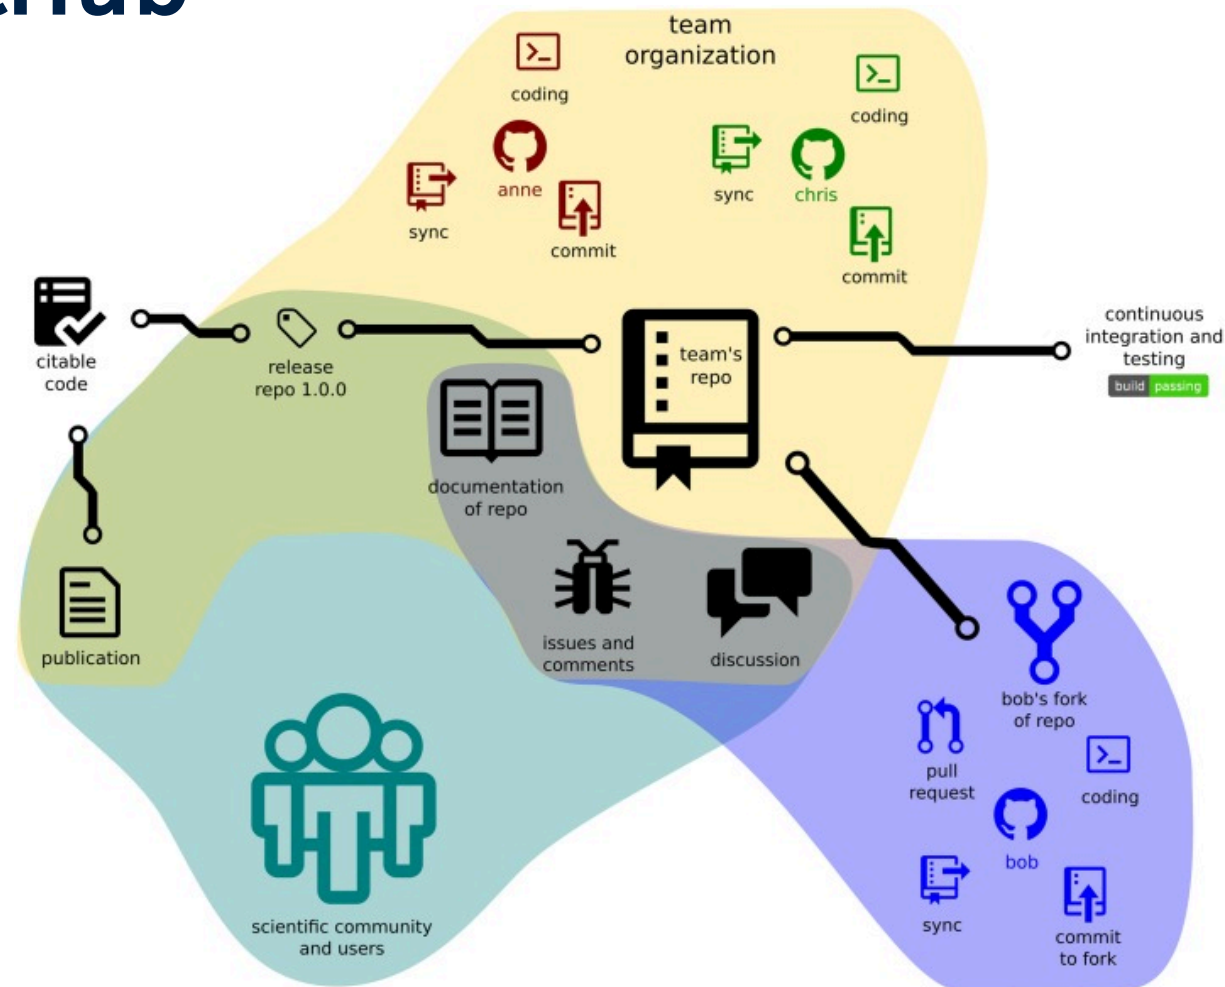 team
organization
coding
coding
anne
sync
chris
sync
commit
commit
citable
code
release
repo 1.0.0
team's
repo
continuous
integration and
testing
build passing
documentation
of repo
publication
issues and
comments
discussion
bob's fork
of repo
pull
request
coding
bob
sync
commit
to fork
scientific community
and users